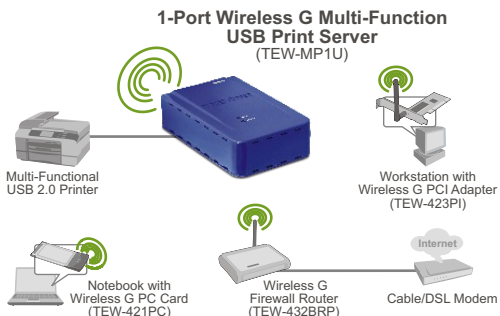 1-Port Wireless G Multi-Function
USB Print Server
(TEW-MP1U)
Multi-Functional
USB 2.0 Printer
Workstation with
Wireless G PCI Adapter
(TEW-423PI)
Notebook with
Wireless G PC Card
(TEW-421PC)
Wireless G
Firewall Router
(TEW-432BRP)
Internet
Cable/DSL Modem